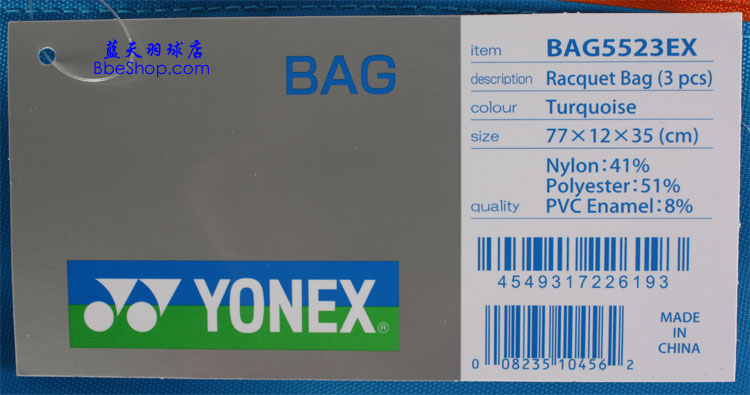 蓝天羽球店
BbeShop.com
BAG
YONEX®
item BAG5523EX
description Racquet Bag (3 pcs)
colour Turquoise
size 77×12×35 (cm)
quality Nylon:41%
Polyester:51%
PVC Enamel:8%
4549317226193
0 08235 10456 2
MADE
IN
CHINA